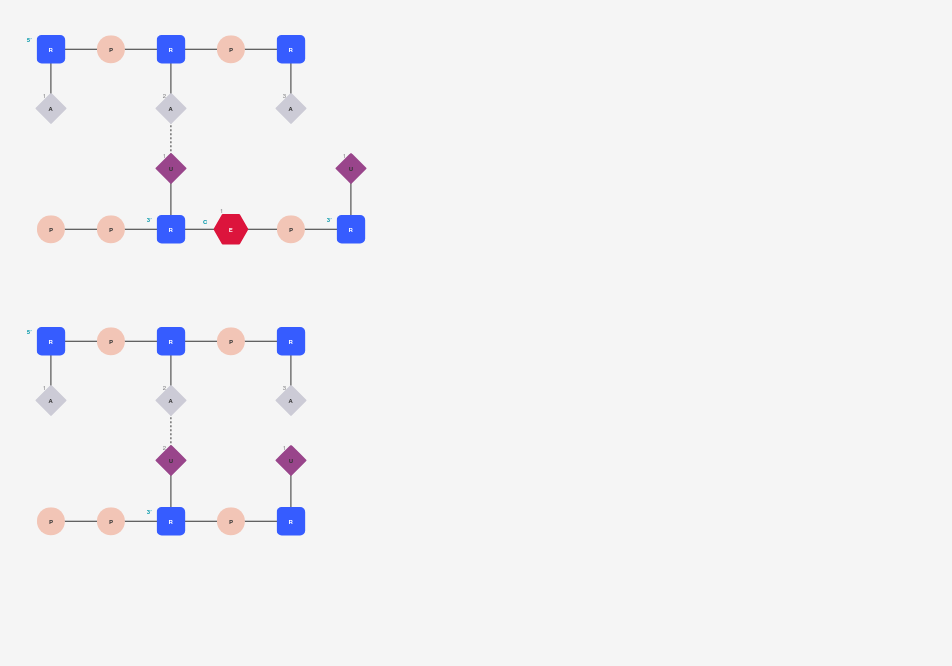 5'
R P R P R
1 2 3
A A A
1 1
U U
3' C 1 3'
P P R E P R
5'
R P R P R
1 2 3
A A A
2 1
U U
3'
P P R P R